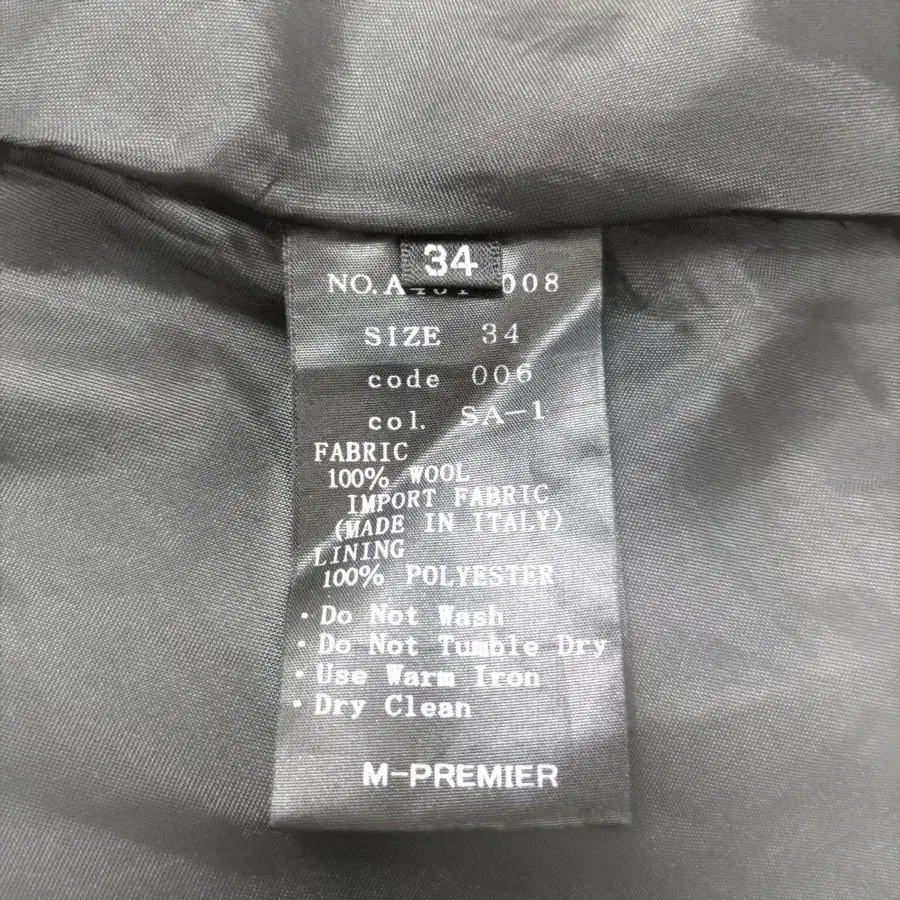 34
NO. 008
SIZE 34
code 006
col. SA-1
FABRIC
100% WOOL
IMPORT FABRIC
(MADE IN ITALY)
LINING
100% POLYESTER
・Do Not Wash
・Do Not Tumble Dry
・Use Warm Iron
・Dry Clean
M-PREMIER